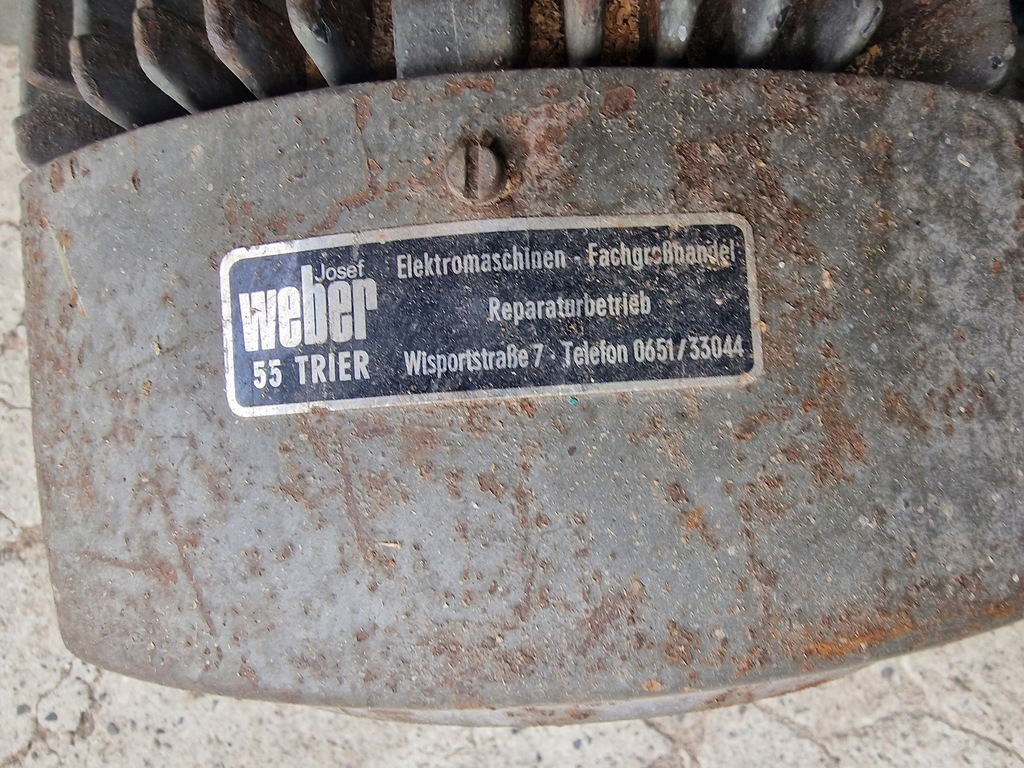 Josef
weber
55 TRIER
Elektromaschinen - Fachgroßhandel
Reparaturbetrieb
Wisportstraße 7 · Telefon 0651/33044